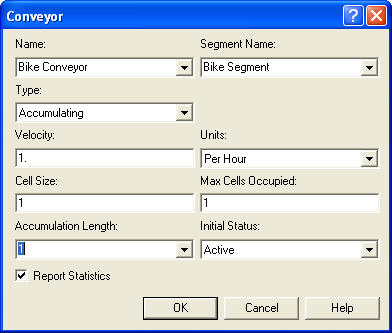 Conveyor
Name: Segment Name:
Bike Conveyor Bike Segment
Type:
Accumulating
Velocity: Units:
1. Per Hour
Cell Size: Max Cells Occupied:
1 1
Accumulation Length: Initial Status:
1 Active
Report Statistics
OK Cancel Help